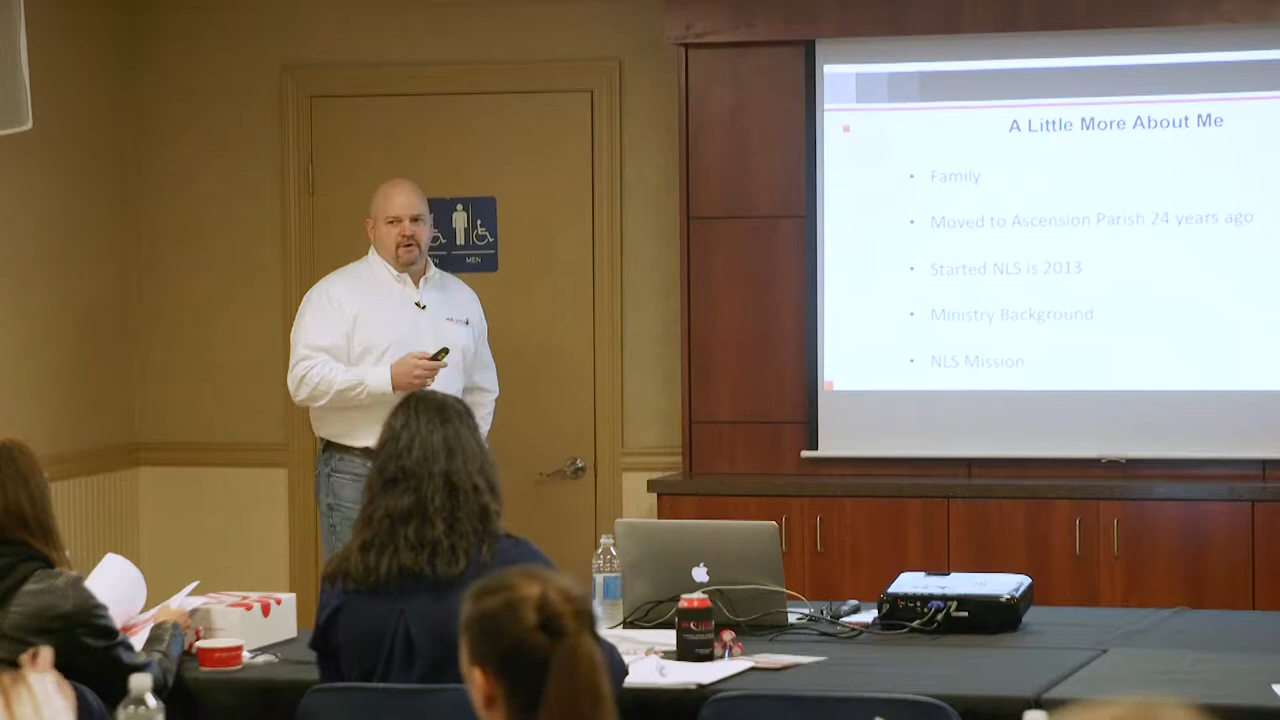 A Little More About Me
• Family
• Moved to Ascension Parish 24 years ago
• Started NLS is 2013
• Ministry Background
• NLS Mission
MEN